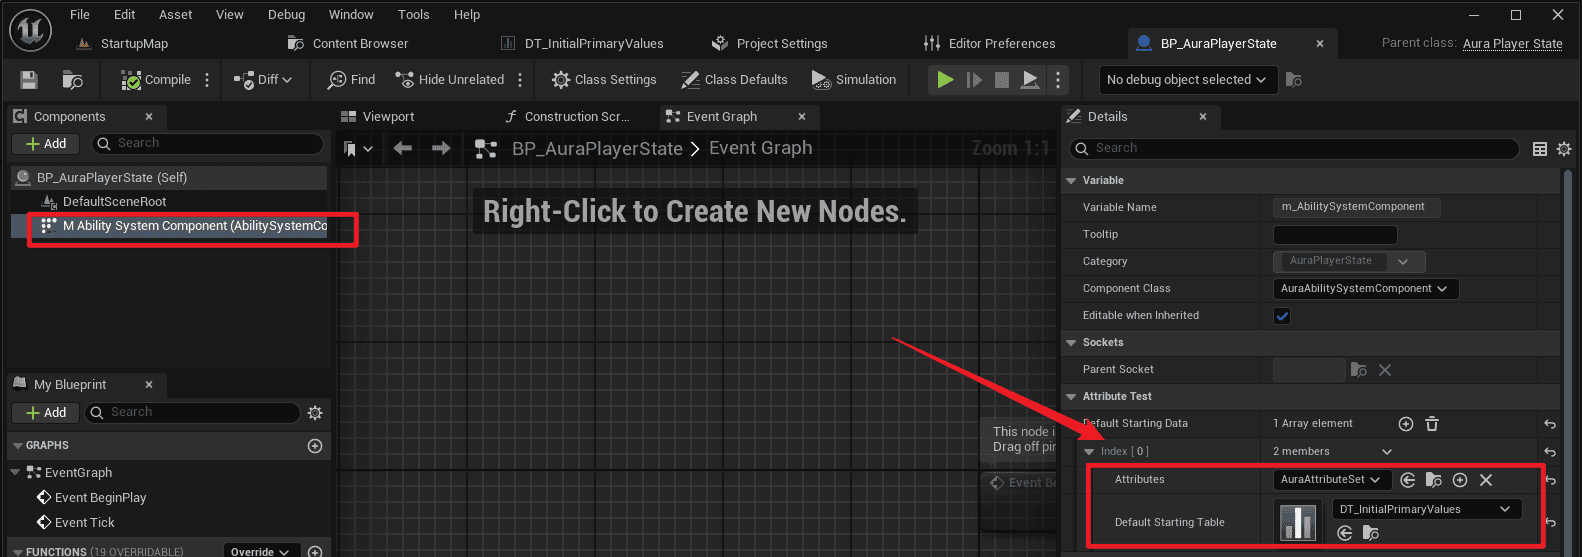 File Edit Asset View Debug Window Tools Help
StartupMap Content Browser DT_InitialPrimaryValues Project Settings Editor Preferences BP_AuraPlayerState Parent class: Aura Player State
Compile Diff Find Hide Unrelated Class Settings Class Defaults Simulation No debug object selected
Components Viewport Construction Scr... Event Graph Details
Add Search BP_AuraPlayerState > Event Graph Zoom 1:1 Search
BP_AuraPlayerState (Self) Variable
DefaultSceneRoot Variable Name m_AbilitySystemComponent
M Ability System Component (AbilitySystemCo Right-Click to Create New Nodes. Tooltip
Category AuraPlayerState
Component Class AuraAbilitySystemComponent
Editable when Inherited
Sockets
Parent Socket
My Blueprint Attribute Test
Add Search Default Starting Data 1 Array element
GRAPHS This node i
Drag off pin
Index [ 0 ] 2 members
EventGraph Event Be Attributes AuraAttributeSet
Event BeginPlay
Event Tick Default Starting Table DT_InitialPrimaryValues
FUNCTIONS (19 OVERRIDABLE) Override